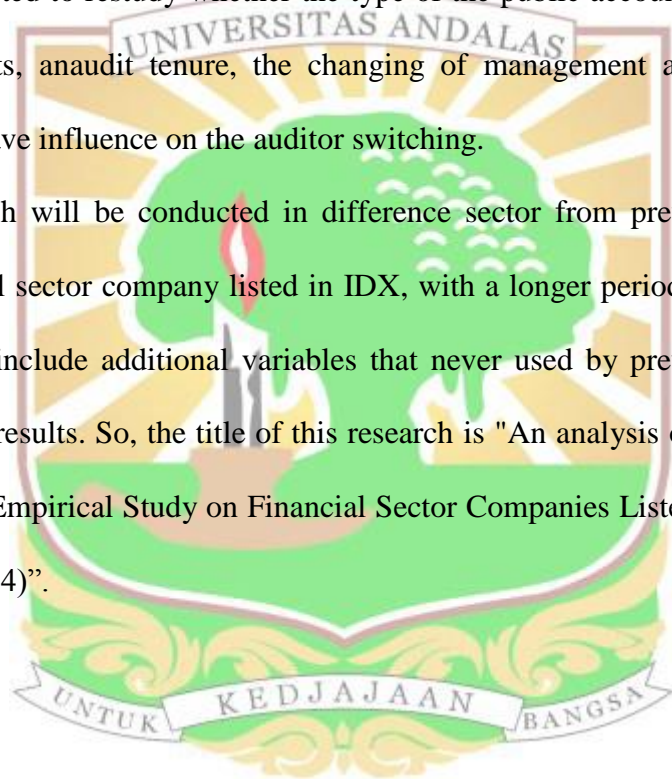 ted to restudy whether the type of the public accoun
UNIVERSITAS ANDALAS
ts, anaudit tenure, the changing of management a
ve influence on the auditor switching.
h will be conducted in difference sector from pre
l sector company listed in IDX, with a longer period
include additional variables that never used by pre
results. So, the title of this research is "An analysis o
Empirical Study on Financial Sector Companies Liste
4)”.
UNTUK KEDJAJAAN BANGSA